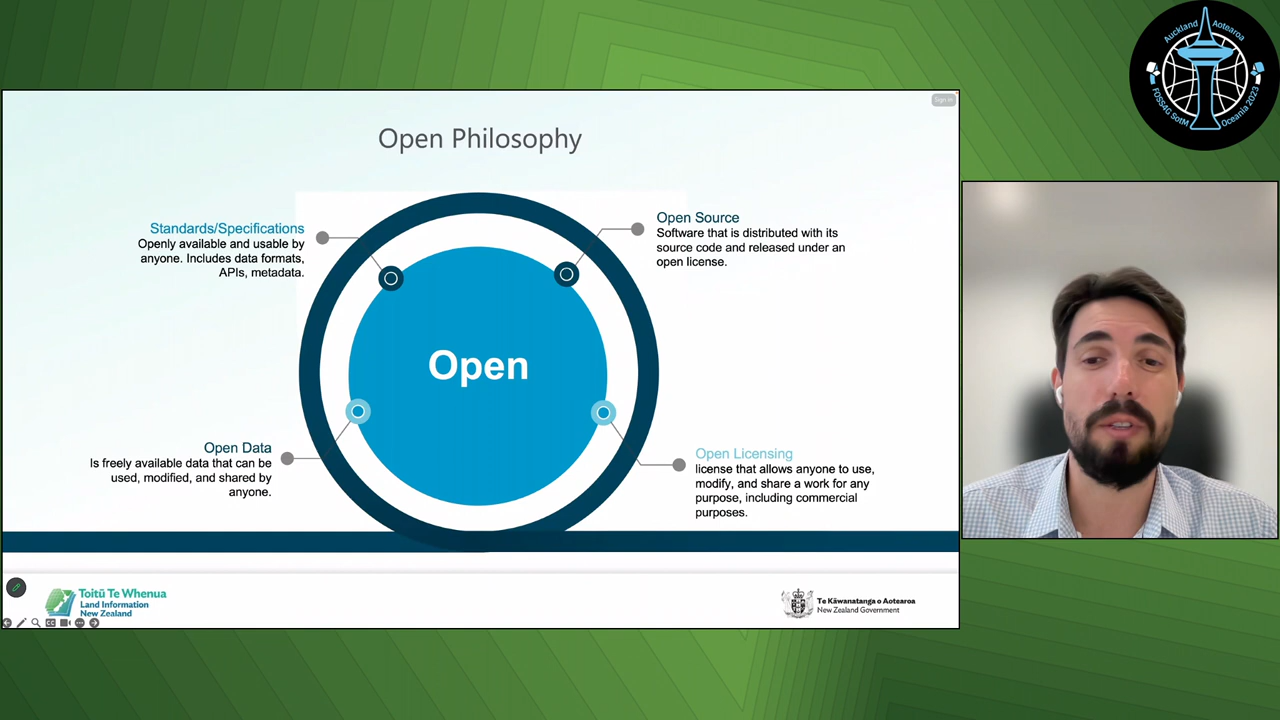 Auckland Aotearoa
FOSS4G SotM Oceania 2023
Sign in
Open Philosophy
Standards/Specifications
Openly available and usable by
anyone. Includes data formats,
APIs, metadata.
Open Source
Software that is distributed with its
source code and released under an
open license.
Open
Open Data
Is freely available data that can be
used, modified, and shared by
anyone.
Open Licensing
license that allows anyone to use,
modify, and share a work for any
purpose, including commercial
purposes.
Toitū Te Whenua
Land Information
New Zealand
Te Kāwanatanga o Aotearoa
New Zealand Government